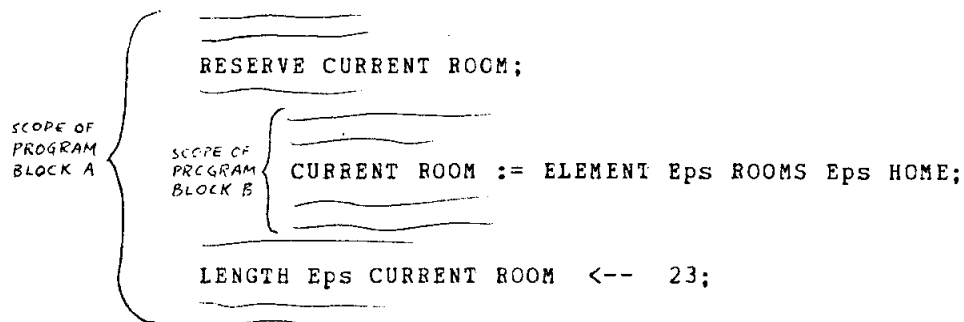 RESERVE CURRENT ROOM;
SCOPE OF
PROGRAM
BLOCK A
SCOPE OF
PROGRAM
BLOCK B
CURRENT ROOM := ELEMENT Eps ROOMS Eps HOME;
LENGTH Eps CURRENT ROOM <-- 23;